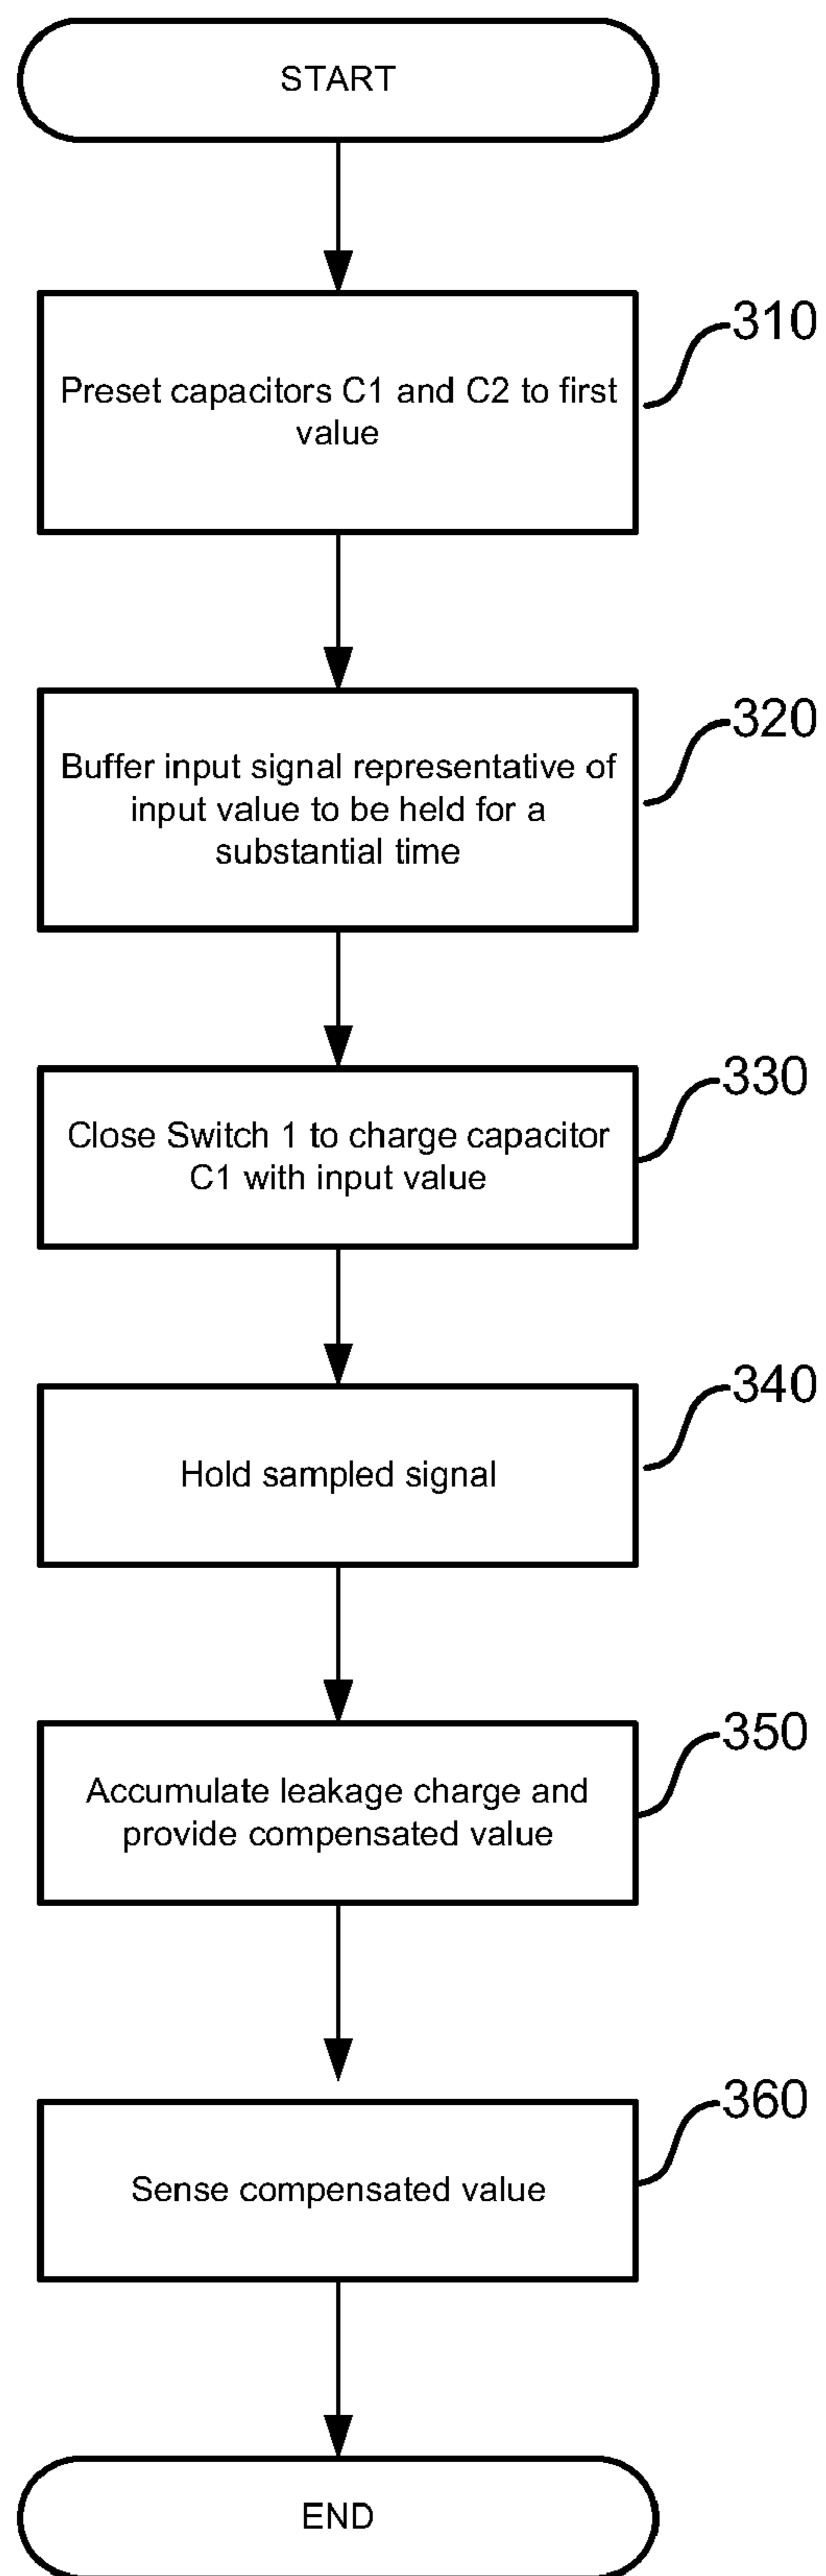 START
310
Preset capacitors C1 and C2 to first
value
320
Buffer input signal representative of
input value to be held for a
substantial time
330
Close Switch 1 to charge capacitor
C1 with input value
340
Hold sampled signal
350
Accumulate leakage charge and
provide compensated value
360
Sense compensated value
END